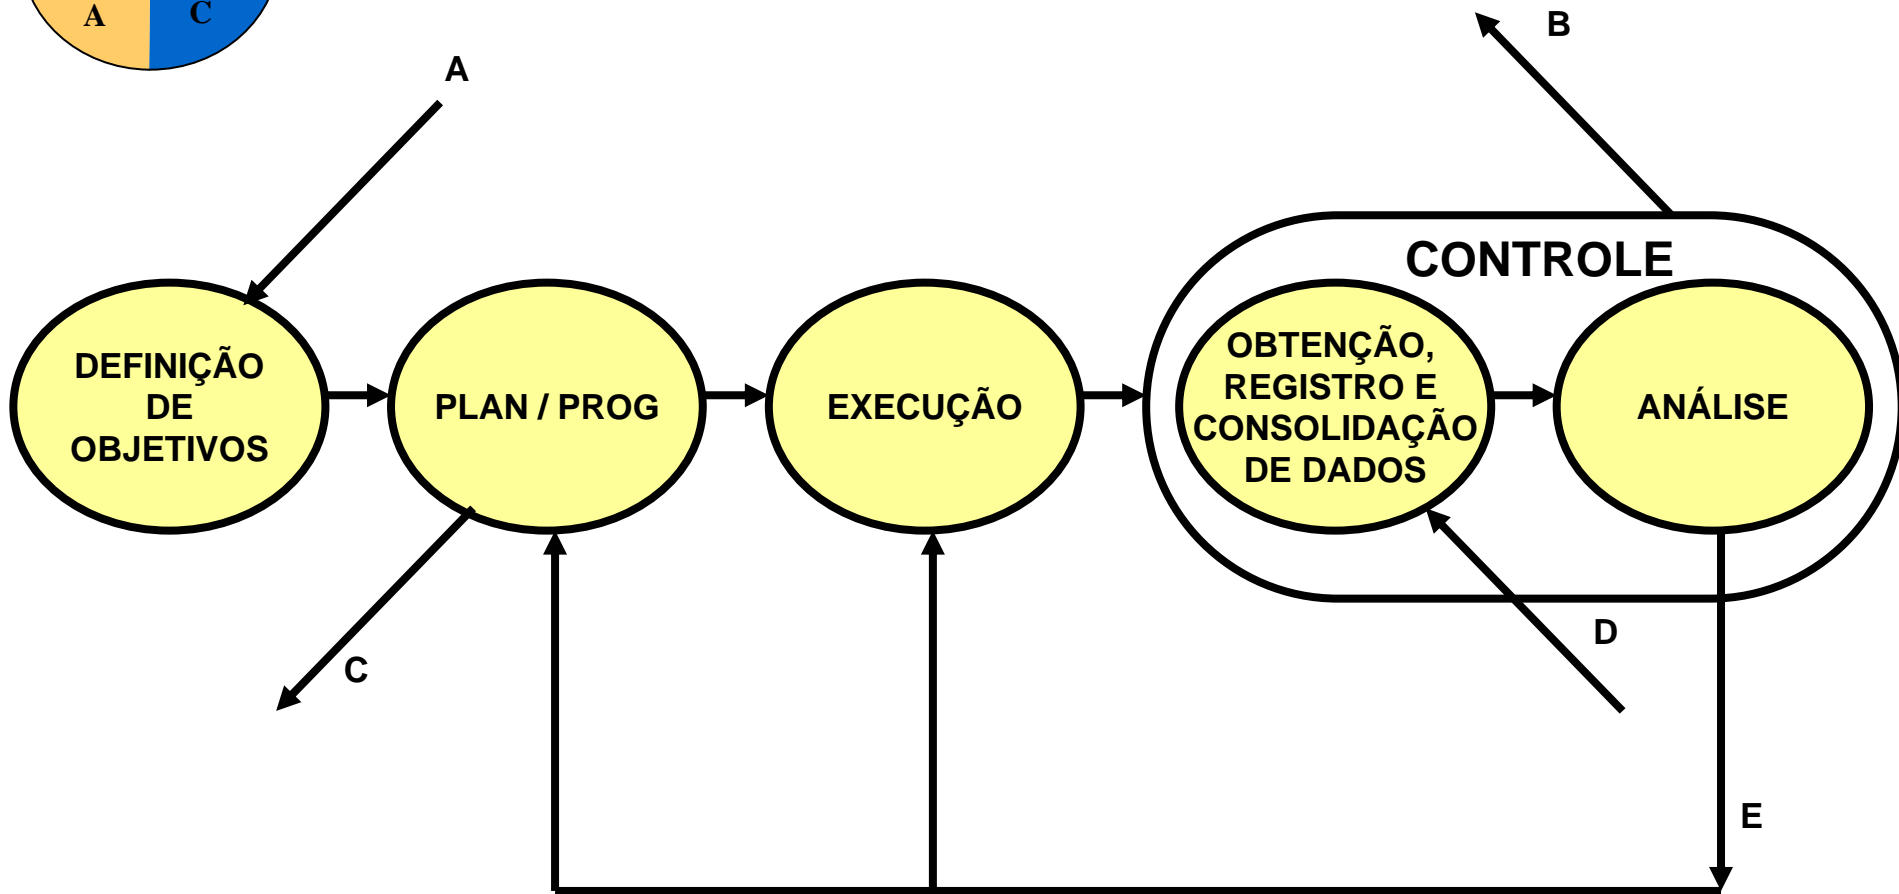 A
C
A
B
CONTROLE
DEFINIÇÃO
DE
OBJETIVOS
PLAN / PROG
EXECUÇÃO
OBTENÇÃO,
REGISTRO E
CONSOLIDAÇÃO
DE DADOS
ANÁLISE
C
D
E